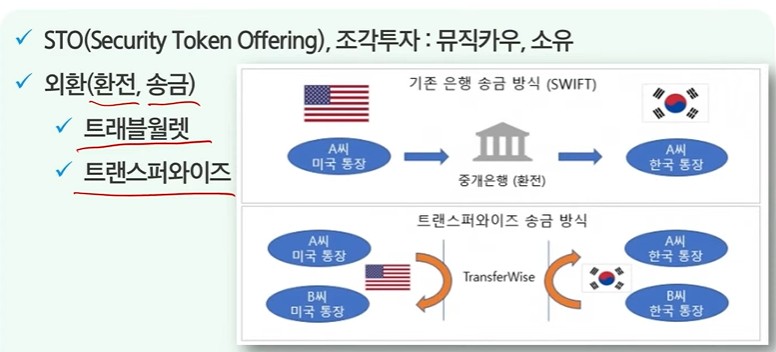 STO(Security Token Offering), 조각투자 : 뮤직카우, 소유
외환(환전, 송금)
트래블월렛
트랜스퍼와이즈
기존 은행 송금 방식 (SWIFT)
A씨
미국 통장
중개은행 (환전)
A씨
한국 통장
트랜스퍼와이즈 송금 방식
A씨
미국 통장
B씨
미국 통장
TransferWise
A씨
한국 통장
B씨
한국 통장